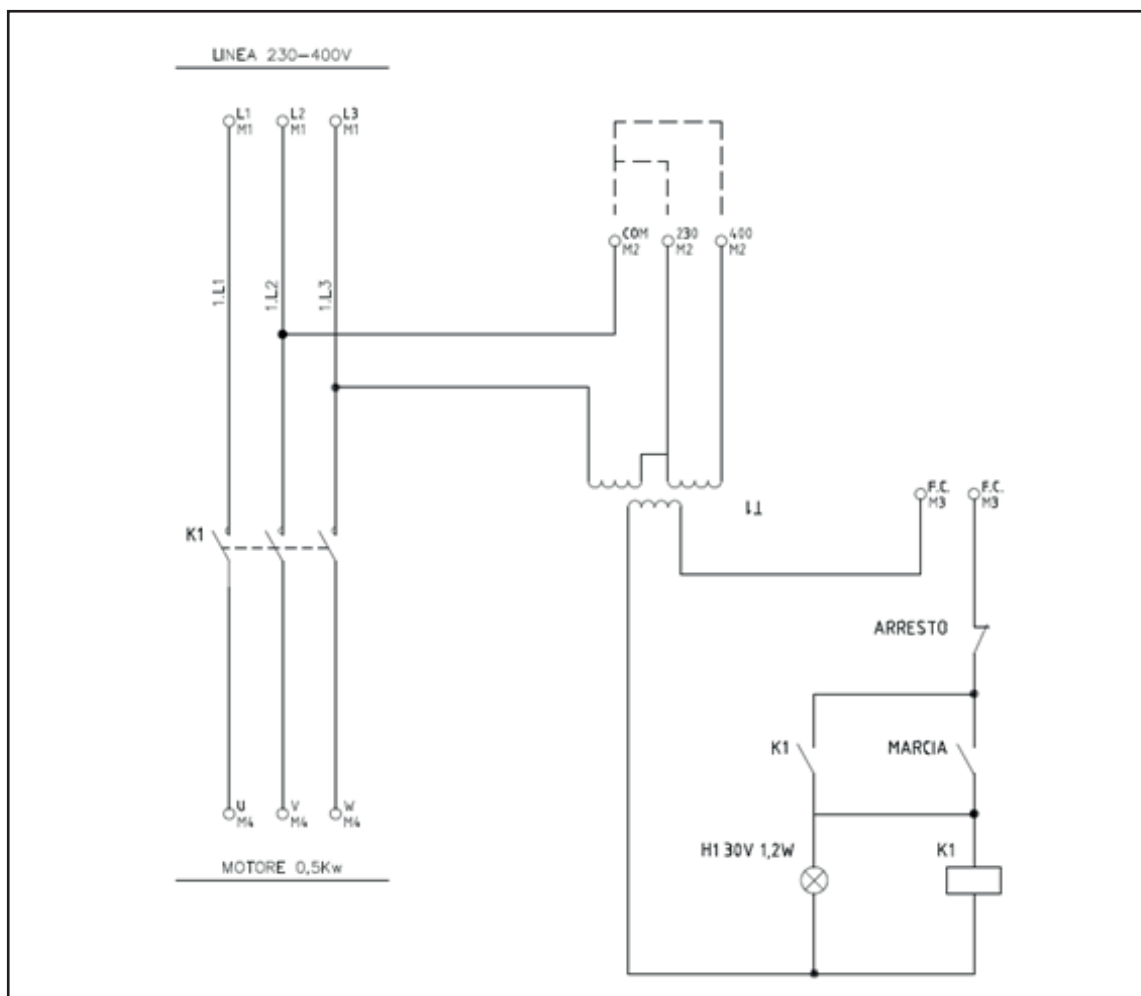 LINEA 230-400V
L1 L2 L3
M1 M1 M1
COM 230 400
M2 M2 M2
1.L1 1.L2 1.L3
T1
F.C. F.C.
M3 M3
K1
ARRESTO
K1 MARCIA
U V W
M4 M4 M4
H1 30V 1,2W K1
MOTORE 0,5Kw